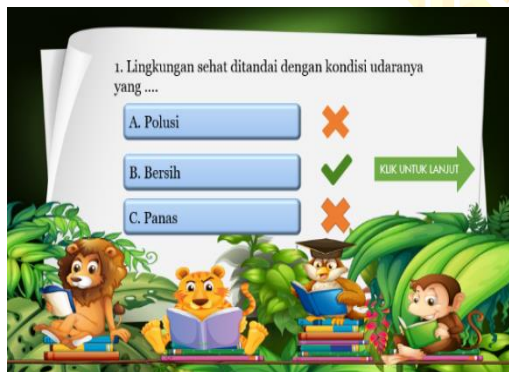 1. Lingkungan sehat ditandai dengan kondisi udaranya
yang ....
A. Polusi
B. Bersih
KLIK UNTUK LANJUT
C. Panas